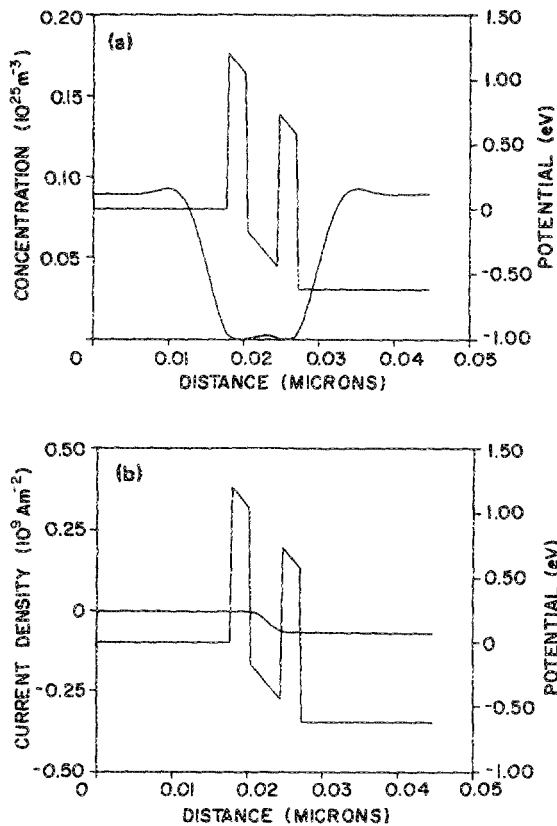 (a)
CONCENTRATION (10²⁵m⁻³)
0.20
0.15
0.10
0.05
1.50
1.00
0.50
0
-0.50
-1.00
POTENTIAL (eV)
0 0.01 0.02 0.03 0.04 0.05
DISTANCE (MICRONS)
(b)
CURRENT DENSITY (10⁹ Am⁻²)
0.50
0.25
0
-0.25
-0.50
1.50
1.00
0.50
0
-0.50
-1.00
POTENTIAL (eV)
0 0.01 0.02 0.03 0.04 0.05
DISTANCE (MICRONS)